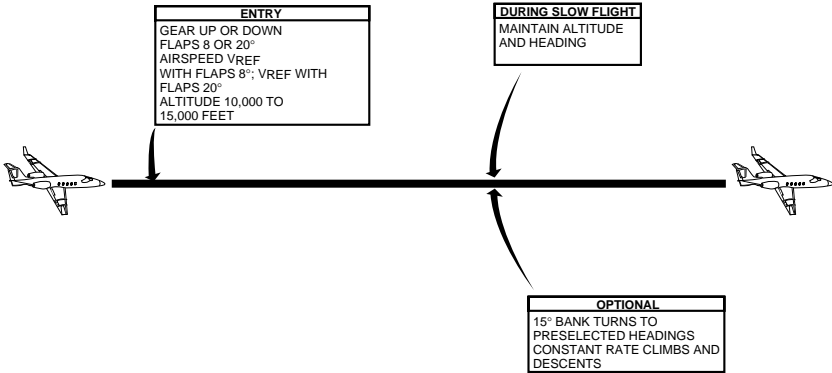 ENTRY
GEAR UP OR DOWN
FLAPS 8 OR 20°
AIRSPEED VREF
WITH FLAPS 8°; VREF WITH
FLAPS 20°
ALTITUDE 10,000 TO
15,000 FEET
DURING SLOW FLIGHT
MAINTAIN ALTITUDE
AND HEADING
OPTIONAL
15° BANK TURNS TO
PRESELECTED HEADINGS
CONSTANT RATE CLIMBS AND
DESCENTS